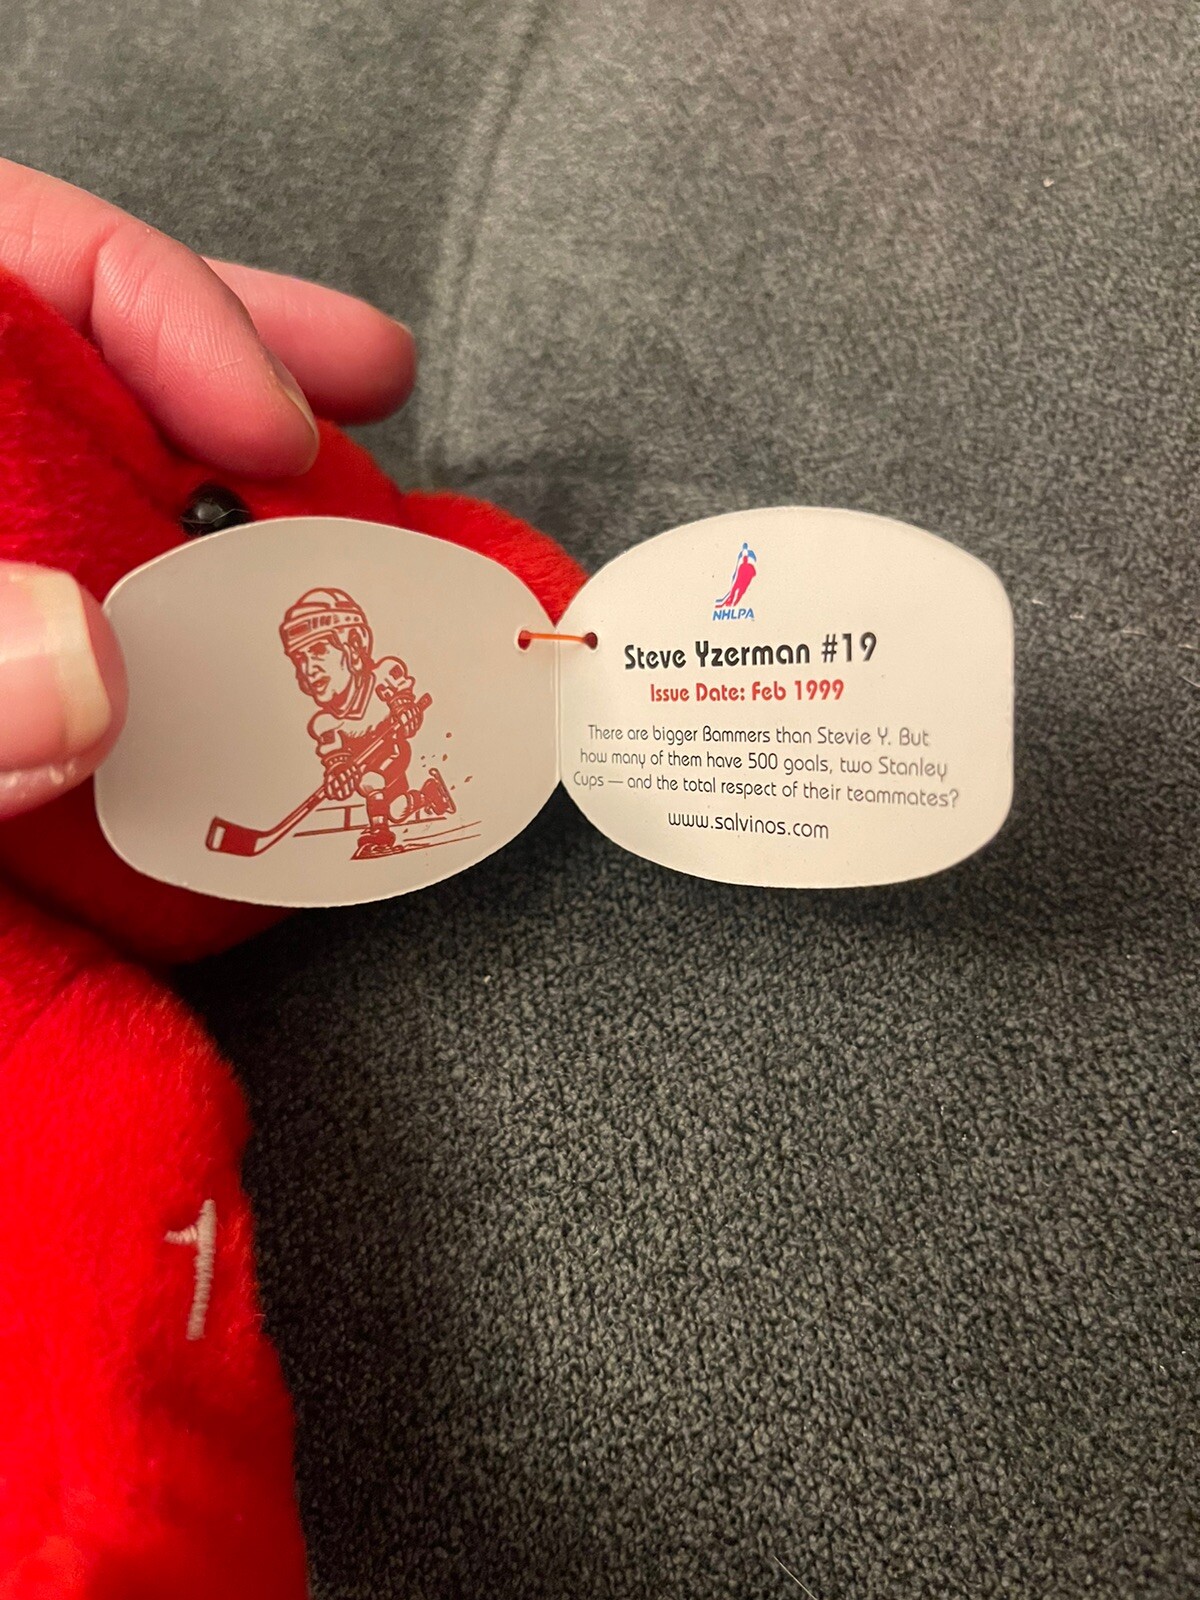 NHLPA
Steve Yzerman #19
Issue Date: Feb 1999
There are bigger Bammers than Stevie Y. But
how many of them have 500 goals, two Stanley
Cups — and the total respect of their teammates?
www.salvinos.com
1